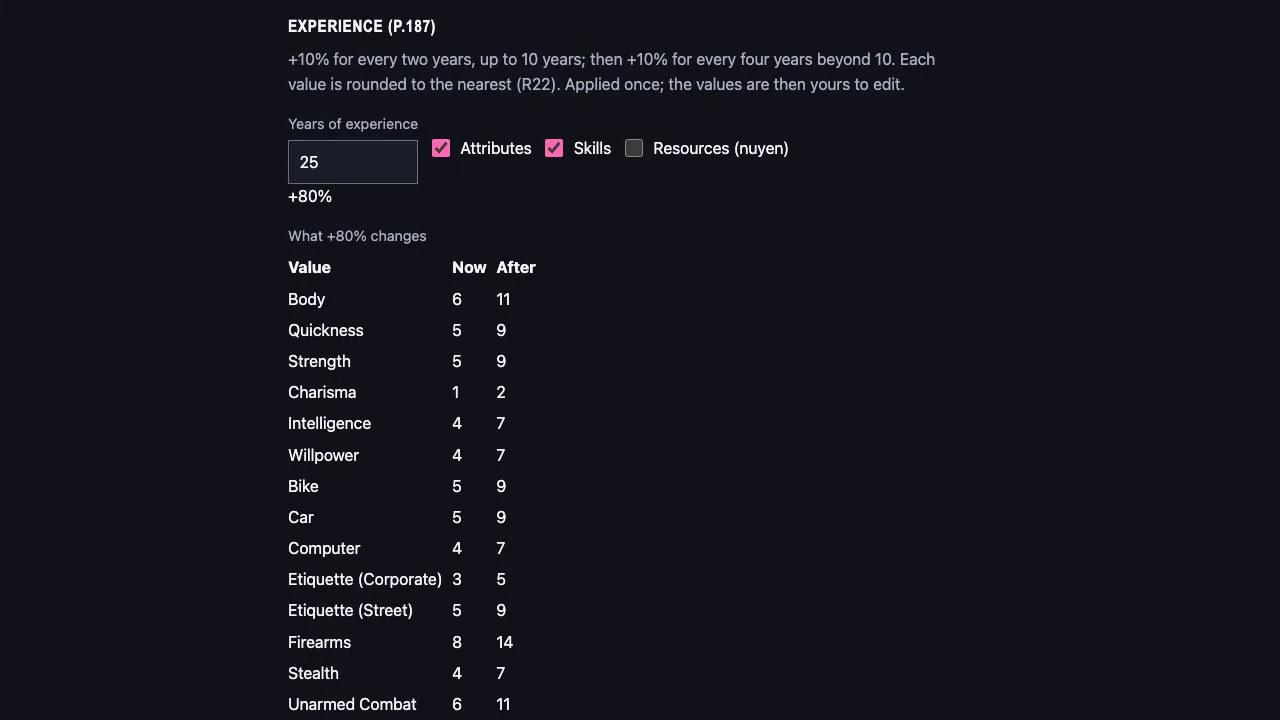 EXPERIENCE (P.187)
+10% for every two years, up to 10 years; then +10% for every four years beyond 10. Each
value is rounded to the nearest (R22). Applied once; the values are then yours to edit.
Years of experience
25
Attributes Skills Resources (nuyen)
+80%
What +80% changes
Value Now After
Body 6 11
Quickness 5 9
Strength 5 9
Charisma 1 2
Intelligence 4 7
Willpower 4 7
Bike 5 9
Car 5 9
Computer 4 7
Etiquette (Corporate) 3 5
Etiquette (Street) 5 9
Firearms 8 14
Stealth 4 7
Unarmed Combat 6 11